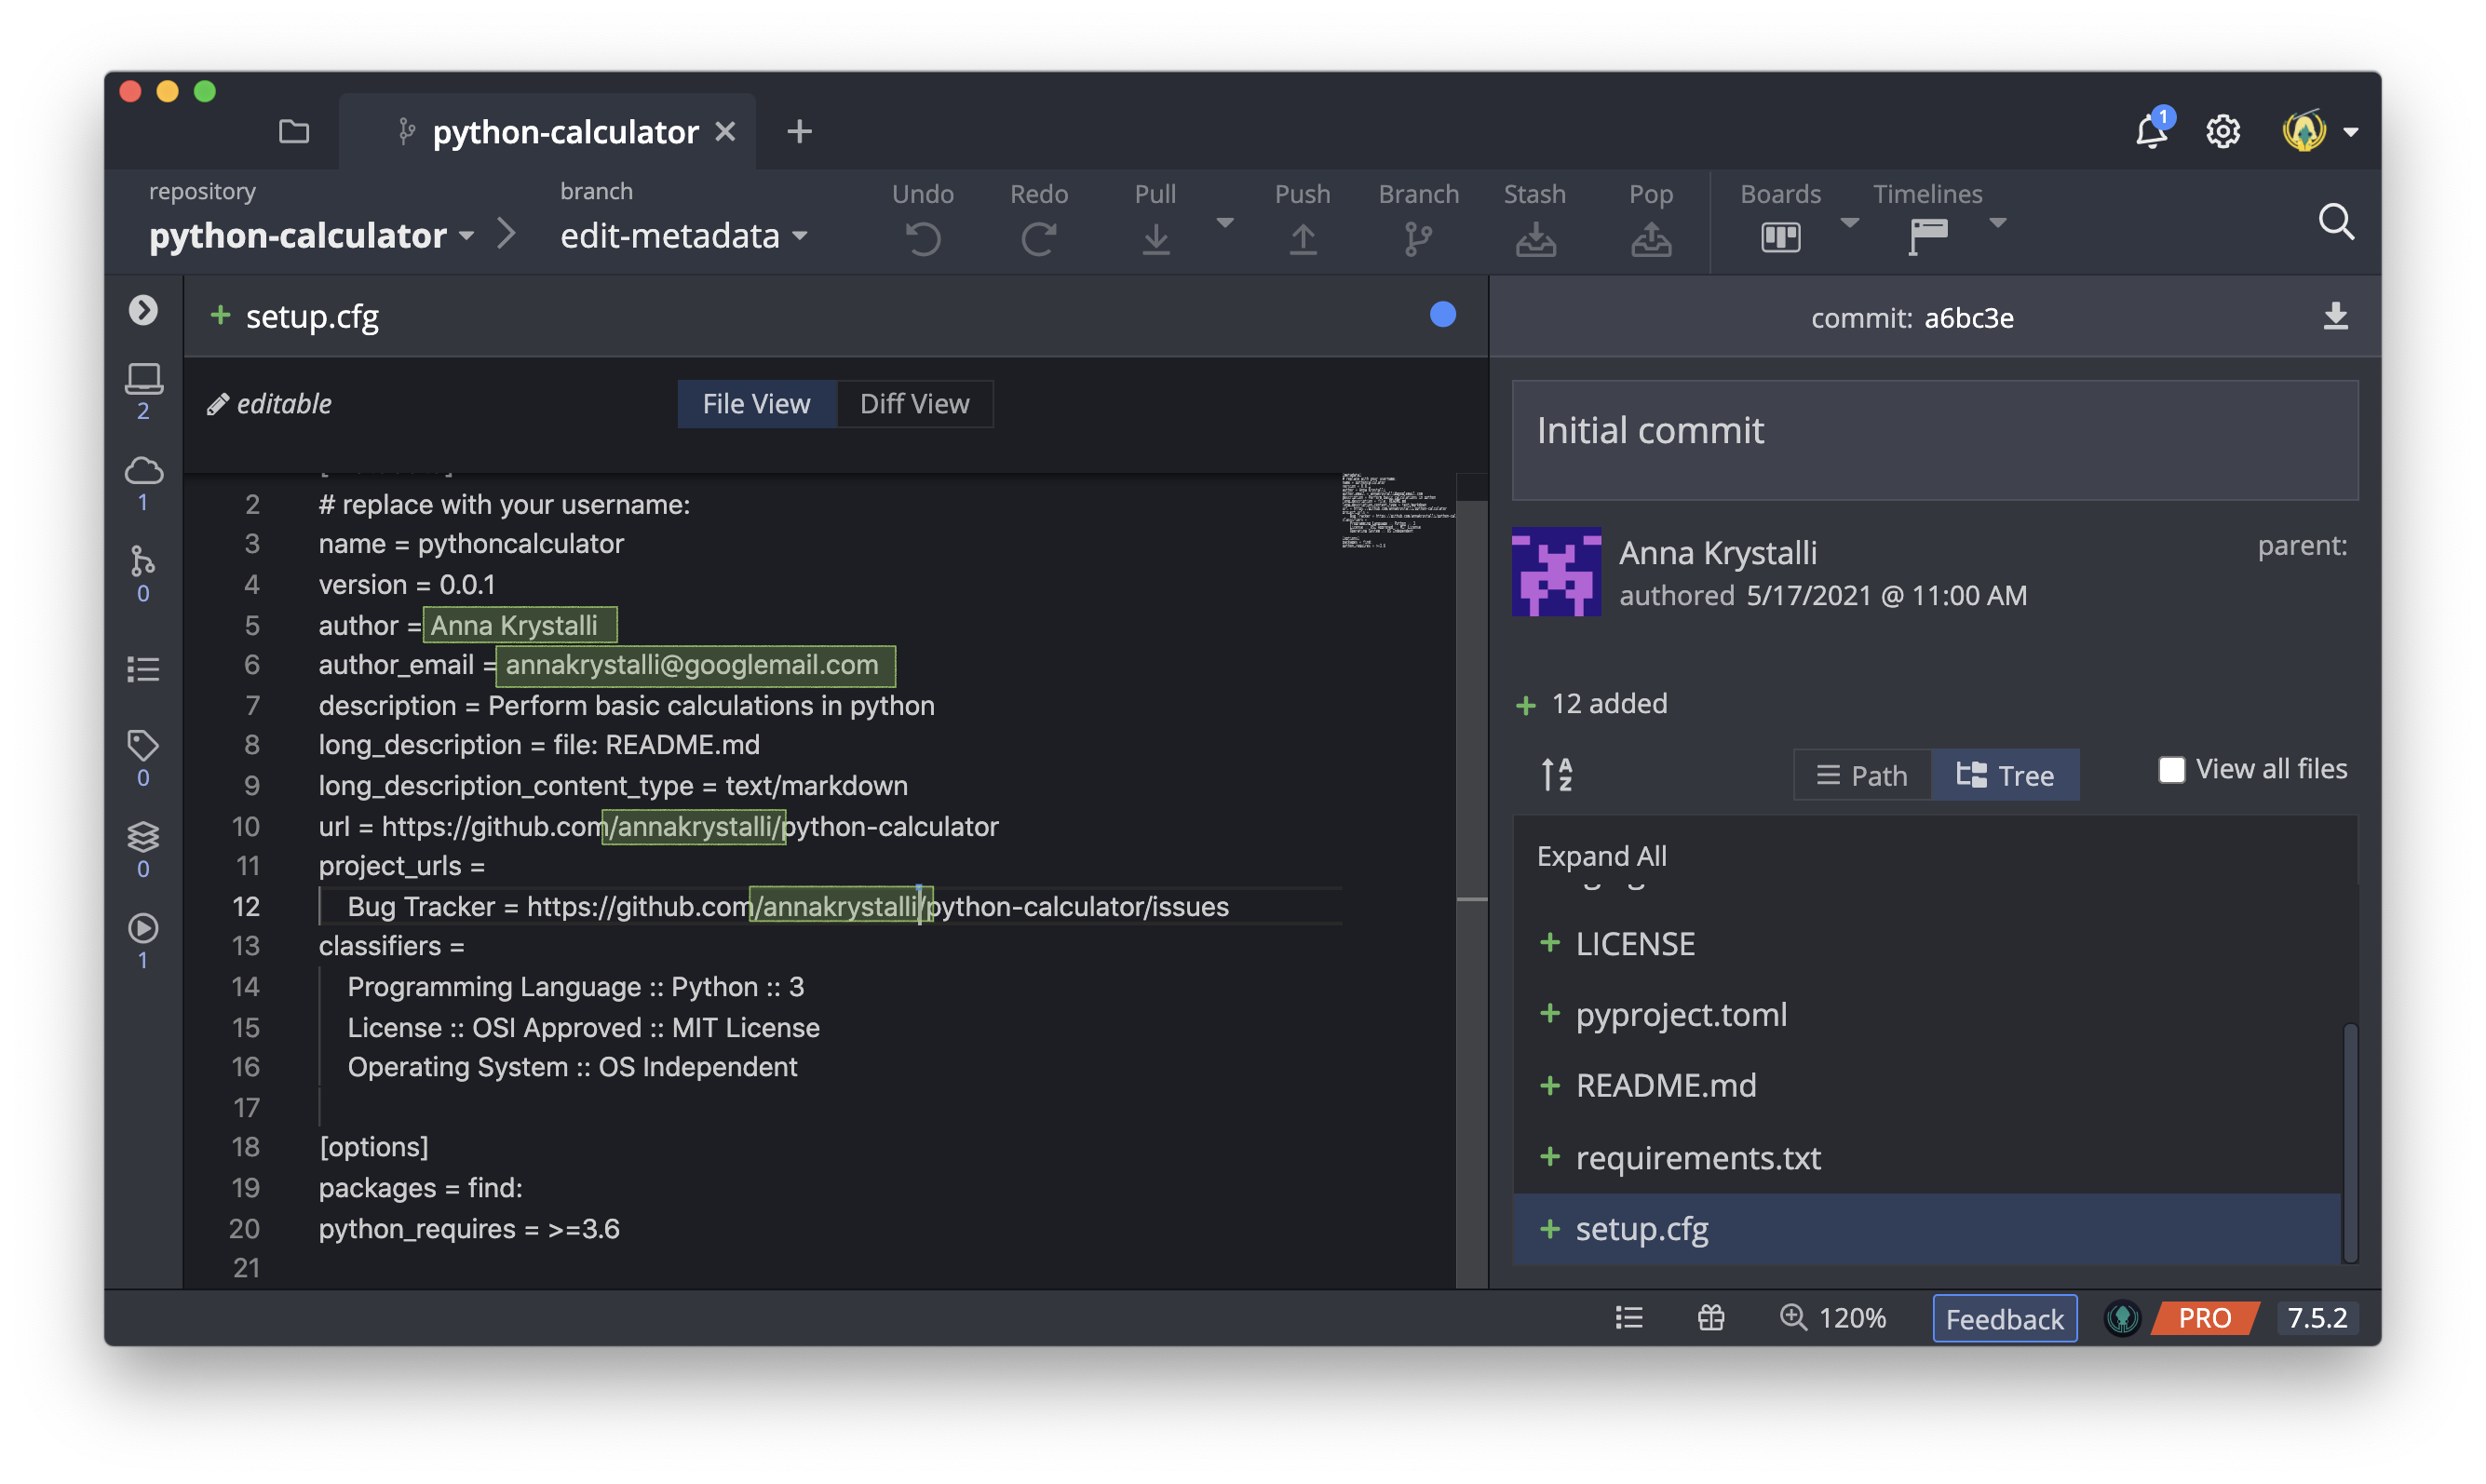 python-calculator
1
repository
python-calculator
branch
edit-metadata
Undo
Redo
Pull
Push
Branch
Stash
Pop
Boards
Timelines
setup.cfg
editable
File View
Diff View
2
1
0
0
0
1
2 # replace with your username:
3 name = pythoncalculator
4 version = 0.0.1
5 author = Anna Krystalli
6 author_email = annakrystalli@googlemail.com
7 description = Perform basic calculations in python
8 long_description = file: README.md
9 long_description_content_type = text/markdown
10 url = https://github.com/annakrystalli/python-calculator
11 project_urls =
12 Bug Tracker = https://github.com/annakrystalli/python-calculator/issues
13 classifiers =
14 Programming Language :: Python :: 3
15 License :: OSI Approved :: MIT License
16 Operating System :: OS Independent
17
18 [options]
19 packages = find:
20 python_requires = >=3.6
21
commit: a6bc3e
Initial commit
Anna Krystalli
authored 5/17/2021 @ 11:00 AM
parent:
12 added
A
Z
Path
Tree
View all files
Expand All
LICENSE
pyproject.toml
README.md
requirements.txt
setup.cfg
120%
Feedback
PRO
7.5.2